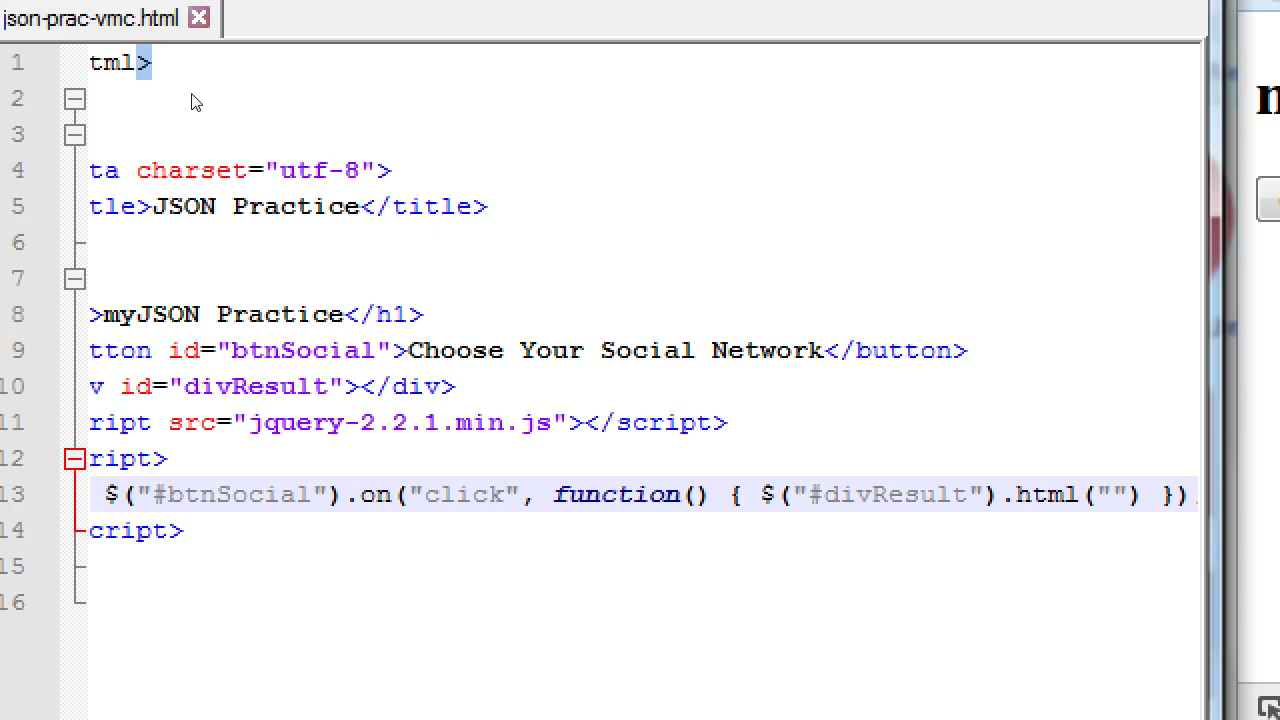 json-prac-vmc.html
1 tml>
2
3
4 ta charset="utf-8">
5 tle>JSON Practice</title>
6
7
8 >myJSON Practice</h1>
9 tton id="btnSocial">Choose Your Social Network</button>
10 v id="divResult"></div>
11 ript src="jquery-2.2.1.min.js"></script>
12 ript>
13 $("#btnSocial").on("click", function() { $("#divResult").html("") })
14 cript>
15
16